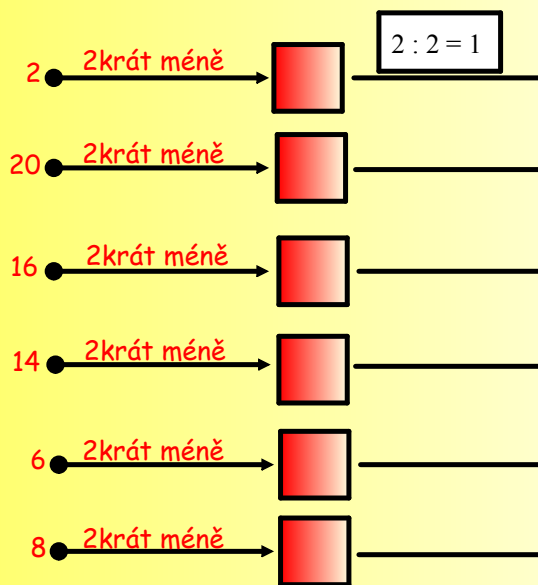 2 2krát méně 2 : 2 = 1
20 2krát méně
16 2krát méně
14 2krát méně
6 2krát méně
8 2krát méně